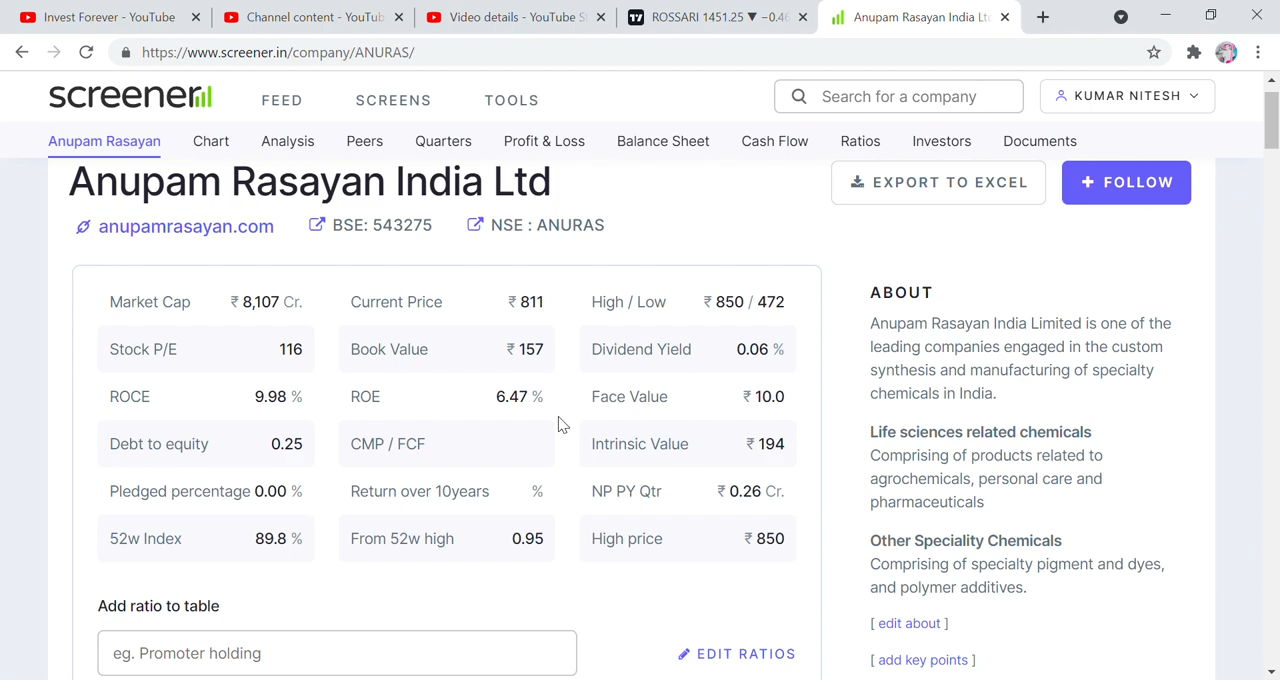 Invest Forever - YouTube
Channel content - YouTub
Video details - YouTube S
ROSSARI 1451.25 ▼ −0.46
Anupam Rasayan India Lt
https://www.screener.in/company/ANURAS/
screener
FEED
SCREENS
TOOLS
Search for a company
KUMAR NITESH
Anupam Rasayan
Chart
Analysis
Peers
Quarters
Profit & Loss
Balance Sheet
Cash Flow
Ratios
Investors
Documents
Anupam Rasayan India Ltd
EXPORT TO EXCEL
+ FOLLOW
anupamrasayan.com
BSE: 543275
NSE : ANURAS
Market Cap ₹ 8,107 Cr.
Current Price ₹ 811
High / Low ₹ 850 / 472
Stock P/E 116
Book Value ₹ 157
Dividend Yield 0.06 %
ROCE 9.98 %
ROE 6.47 %
Face Value ₹ 10.0
Debt to equity 0.25
CMP / FCF
Intrinsic Value ₹ 194
Pledged percentage 0.00 %
Return over 10years %
NP PY Qtr ₹ 0.26 Cr.
52w Index 89.8 %
From 52w high 0.95
High price ₹ 850
Add ratio to table
eg. Promoter holding
EDIT RATIOS
ABOUT
Anupam Rasayan India Limited is one of the
leading companies engaged in the custom
synthesis and manufacturing of specialty
chemicals in India.
Life sciences related chemicals
Comprising of products related to
agrochemicals, personal care and
pharmaceuticals
Other Speciality Chemicals
Comprising of specialty pigment and dyes,
and polymer additives.
[ edit about ]
[ add key points ]